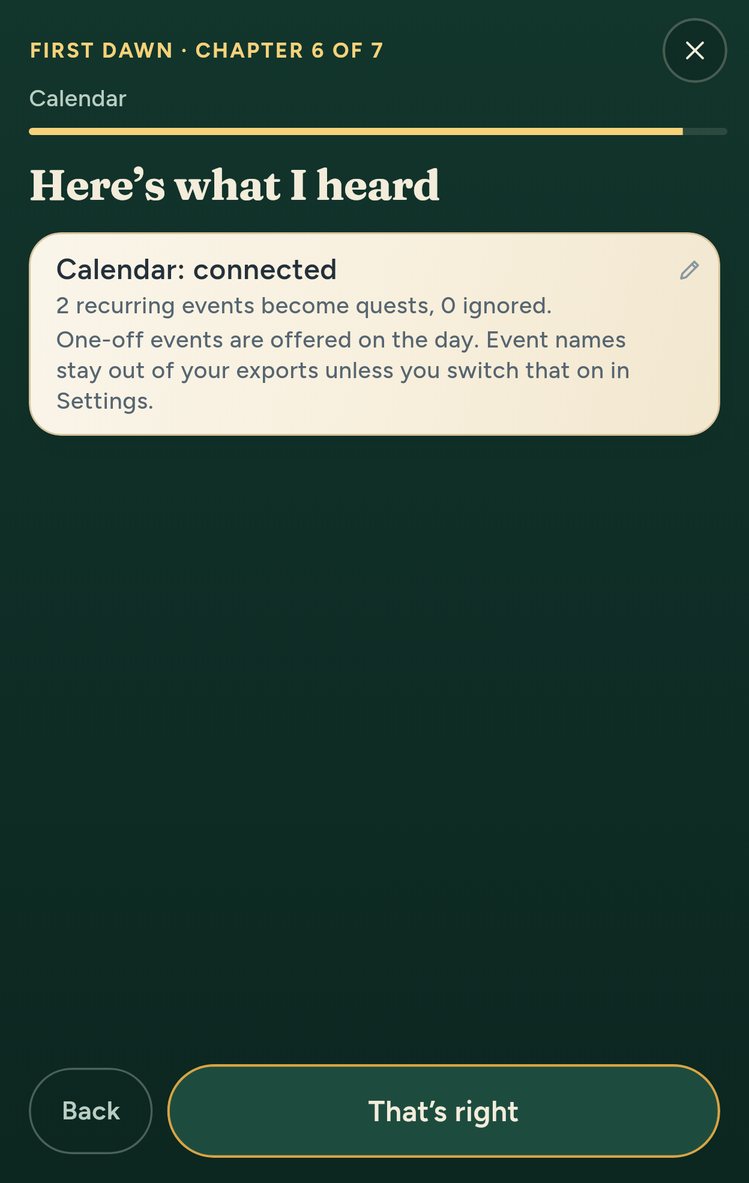 FIRST DAWN · CHAPTER 6 OF 7
Calendar
Here’s what I heard
Calendar: connected
2 recurring events become quests, 0 ignored.
One-off events are offered on the day. Event names
stay out of your exports unless you switch that on in
Settings.
Back
That’s right